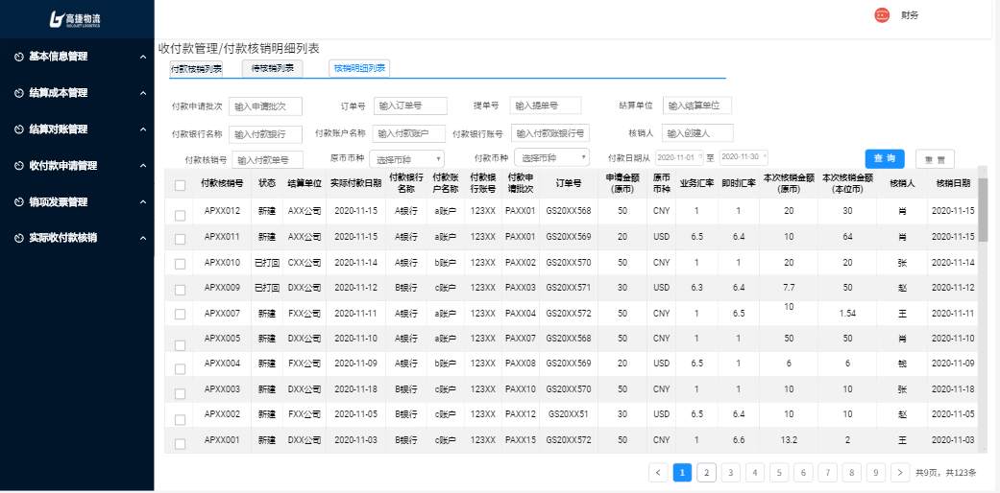 高捷物流
GOLDJET LOGISTICS
财务
基本信息管理
结算成本管理
结算对账管理
收付款申请管理
销项发票管理
实际收付款核销
收付款管理/付款核销明细列表
付款核销列表 待核销列表 核销明细列表
付款申请批次 输入申请批次 订单号 输入订单号 提单号 输入提单号 结算单位 输入结算单位
付款银行名称 输入付款银行 付款账户名称 输入付款账户 付款银行账号 输入付款账银行号 核销人 输入创建人
付款核销号 输入付款单号 原币币种 选择币种 付款币种 选择币种 付款日期从 2020-11-01 至 2020-11-30 查 询 重 置
付款核销号 状态 结算单位 实际付款日期 付款银行名称 付款账户名称 付款银行账号 付款申请批次 订单号 申请金额(原币) 原币币种 业务汇率 即时汇率 本次核销金额(原币) 本次核销金额(本位币) 核销人 核销日期
APXX012 新建 AXX公司 2020-11-15 A银行 a账户 123XX PAXX01 GS20XX568 50 CNY 1 1 20 30 肖 2020-11-15
APXX011 新建 AXX公司 2020-11-15 A银行 a账户 123XX PAXX01 GS20XX569 20 USD 6.5 6.4 10 64 肖 2020-11-15
APXX010 已打回 CXX公司 2020-11-14 A银行 b账户 123XX PAXX02 GS20XX570 50 CNY 1 1 20 20 张 2020-11-14
APXX009 已打回 DXX公司 2020-11-12 B银行 c账户 123XX PAXX03 GS20XX571 30 USD 6.3 6.4 7.7 50 赵 2020-11-12
APXX007 新建 FXX公司 2020-11-11 A银行 a账户 123XX PAXX04 GS20XX572 50 CNY 1 6.5 10 1.54 王 2020-11-11
APXX005 新建 DXX公司 2020-11-10 A银行 a账户 123XX PAXX07 GS20XX568 50 CNY 1 1 50 50 肖 2020-11-10
APXX004 新建 FXX公司 2020-11-09 A银行 b账户 123XX PAXX08 GS20XX569 20 USD 6.5 1 6 6 钱 2020-11-09
APXX003 新建 DXX公司 2020-11-18 B银行 c账户 123XX PAXX10 GS20XX570 50 CNY 1 1 10 10 张 2020-11-18
APXX002 新建 FXX公司 2020-11-05 B银行 c账户 123XX PAXX12 GS20XX51 30 USD 6.5 6.4 10 10 赵 2020-11-05
APXX001 新建 DXX公司 2020-11-03 B银行 c账户 123XX PAXX15 GS20XX572 50 CNY 1 6.6 13.2 2 王 2020-11-03
< 1 2 3 4 5 6 7 8 9 > 共9页，共123条